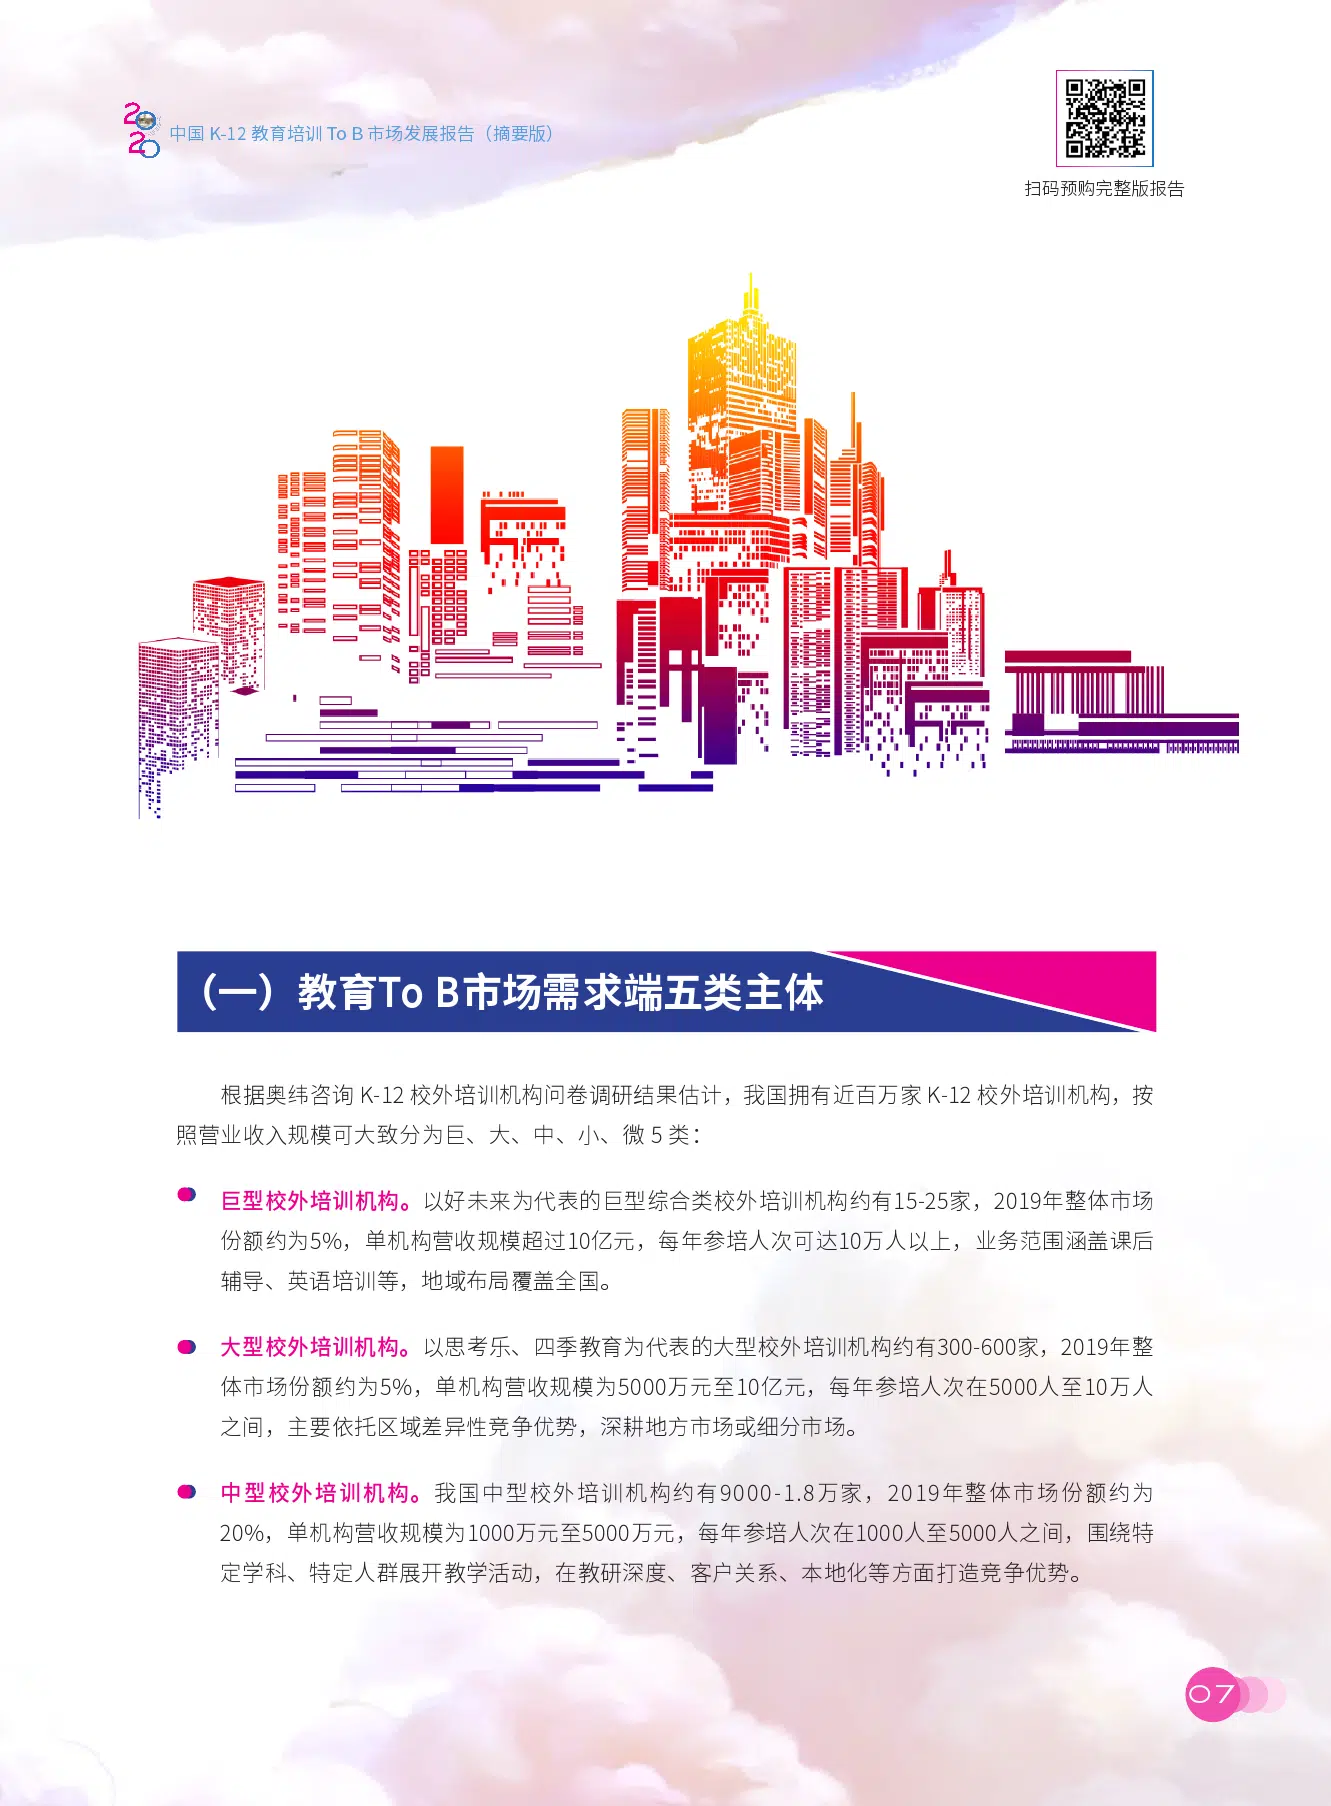 2020
中国 K-12 教育培训 To B 市场发展报告（摘要版）
扫码预购完整版报告
（一）教育To B市场需求端五类主体
根据奥纬咨询 K-12 校外培训机构问卷调研结果估计，我国拥有近百万家 K-12 校外培训机构，按
照营业收入规模可大致分为巨、大、中、小、微 5 类：
巨型校外培训机构。以好未来为代表的巨型综合类校外培训机构约有15-25家，2019年整体市场
份额约为5%，单机构营收规模超过10亿元，每年参培人次可达10万人以上，业务范围涵盖课后
辅导、英语培训等，地域布局覆盖全国。
大型校外培训机构。以思考乐、四季教育为代表的大型校外培训机构约有300-600家，2019年整
体市场份额约为5%，单机构营收规模为5000万元至10亿元，每年参培人次在5000人至10万人
之间，主要依托区域差异性竞争优势，深耕地方市场或细分市场。
中型校外培训机构。我国中型校外培训机构约有9000-1.8万家，2019年整体市场份额约为
20%，单机构营收规模为1000万元至5000万元，每年参培人次在1000人至5000人之间，围绕特
定学科、特定人群展开教学活动，在教研深度、客户关系、本地化等方面打造竞争优势。
07